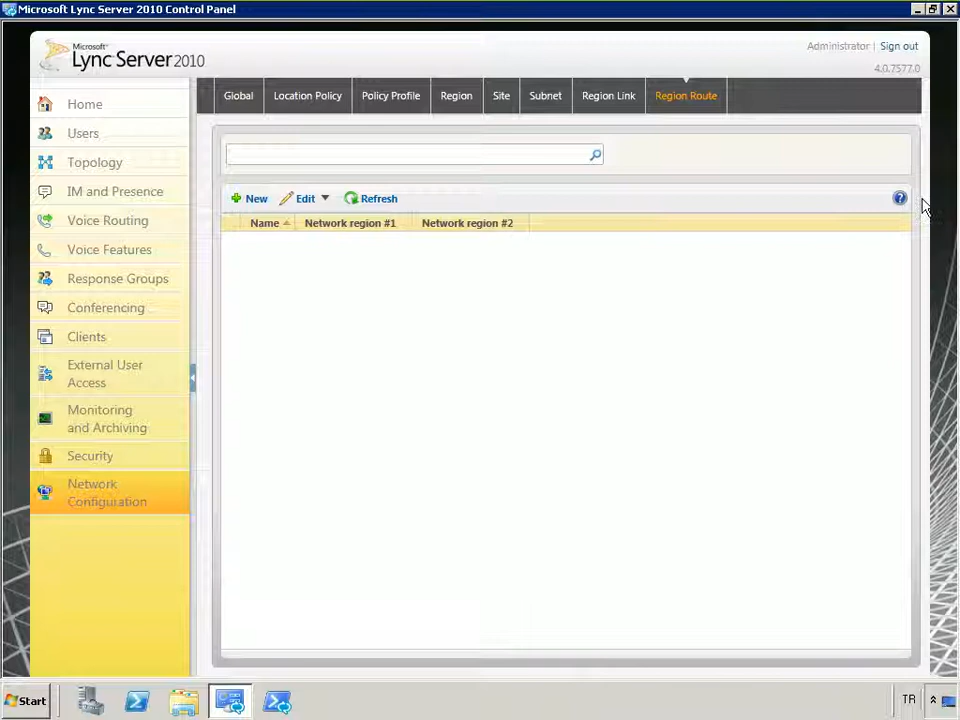 Microsoft Lync Server 2010 Control Panel
Microsoft®
Lync Server 2010
Administrator | Sign out
4.0.7577.0
Home
Users
Topology
IM and Presence
Voice Routing
Voice Features
Response Groups
Conferencing
Clients
External User
Access
Monitoring
and Archiving
Security
Network
Configuration
Global
Location Policy
Policy Profile
Region
Site
Subnet
Region Link
Region Route
New
Edit
Refresh
Name
Network region #1
Network region #2
Start
TR